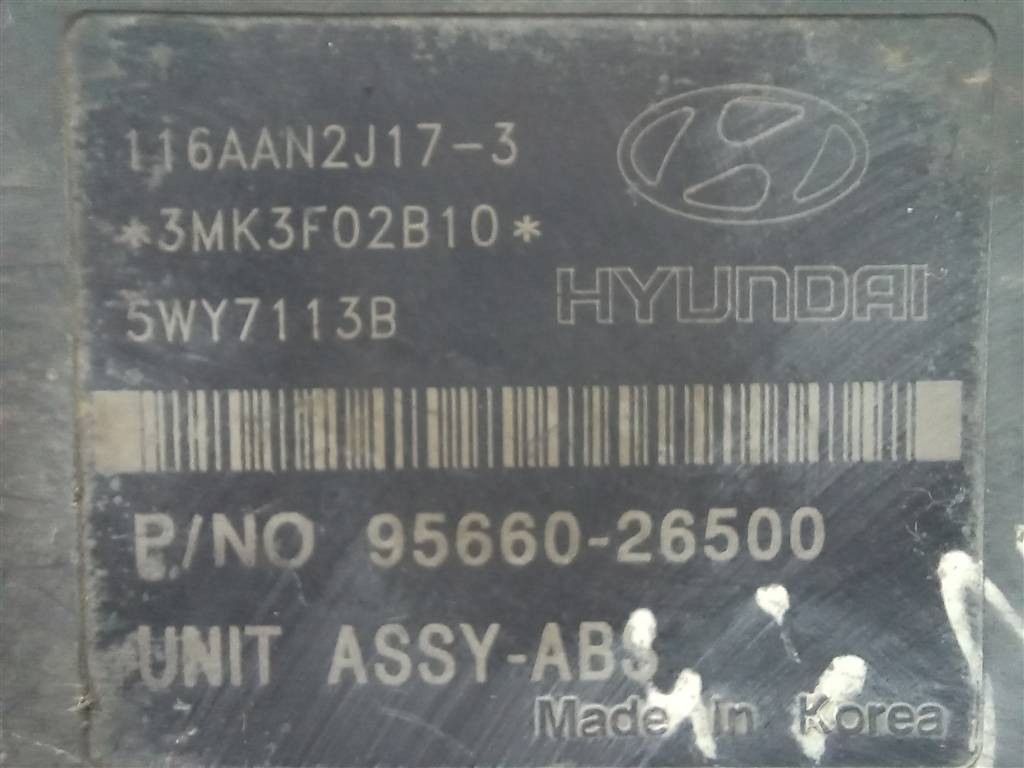 116AAN2J17-3
*3MK3F02B10*
5WY7113B
HYUNDAI
P/NO 95660-26500
UNIT ASSY-ABS
Made In Korea